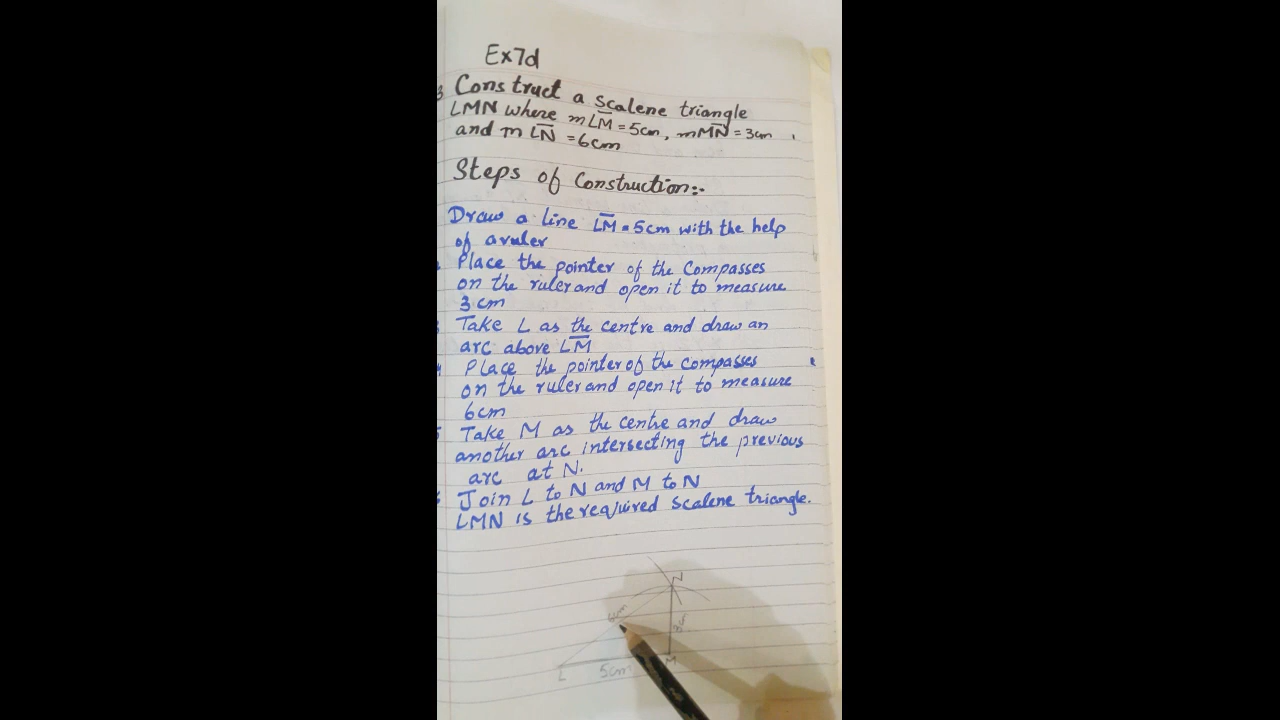 Ex7d
3 Construct a scalene triangle
LMN where mLM = 5cm, mMN = 3cm
and m LN = 6cm
Steps of Construction:-
Draw a line LM = 5cm with the help
of a ruler
Place the pointer of the Compasses
on the ruler and open it to measure
3 cm
Take L as the centre and draw an
arc above LM
Place the pointer of the compasses
on the ruler and open it to measure
6cm
Take M as the centre and draw
another arc intersecting the previous
arc at N.
Join L to N and M to N
LMN is the required scalene triangle.
N
6cm
3cm
L
5cm
M